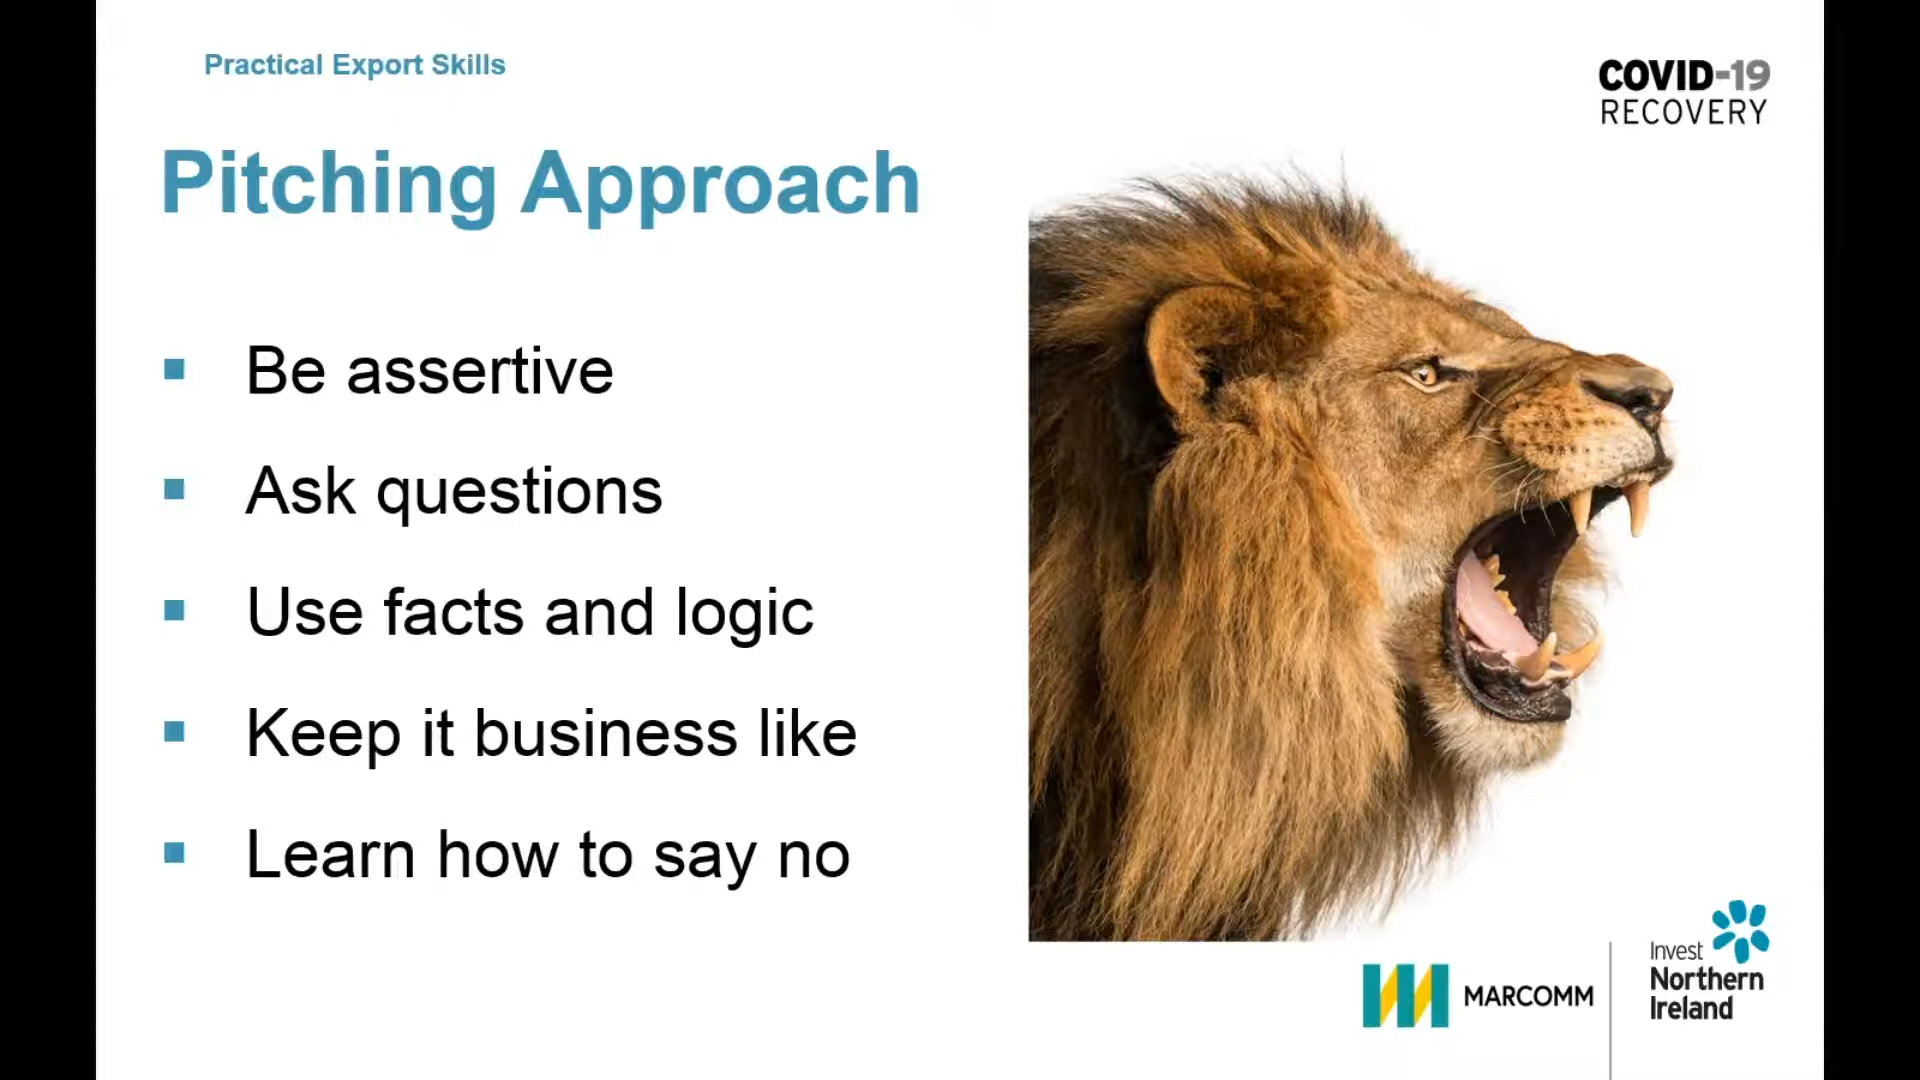 Practical Export Skills
COVID-19
RECOVERY
Pitching Approach
Be assertive
Ask questions
Use facts and logic
Keep it business like
Learn how to say no
MARCOMM
Invest
Northern
Ireland